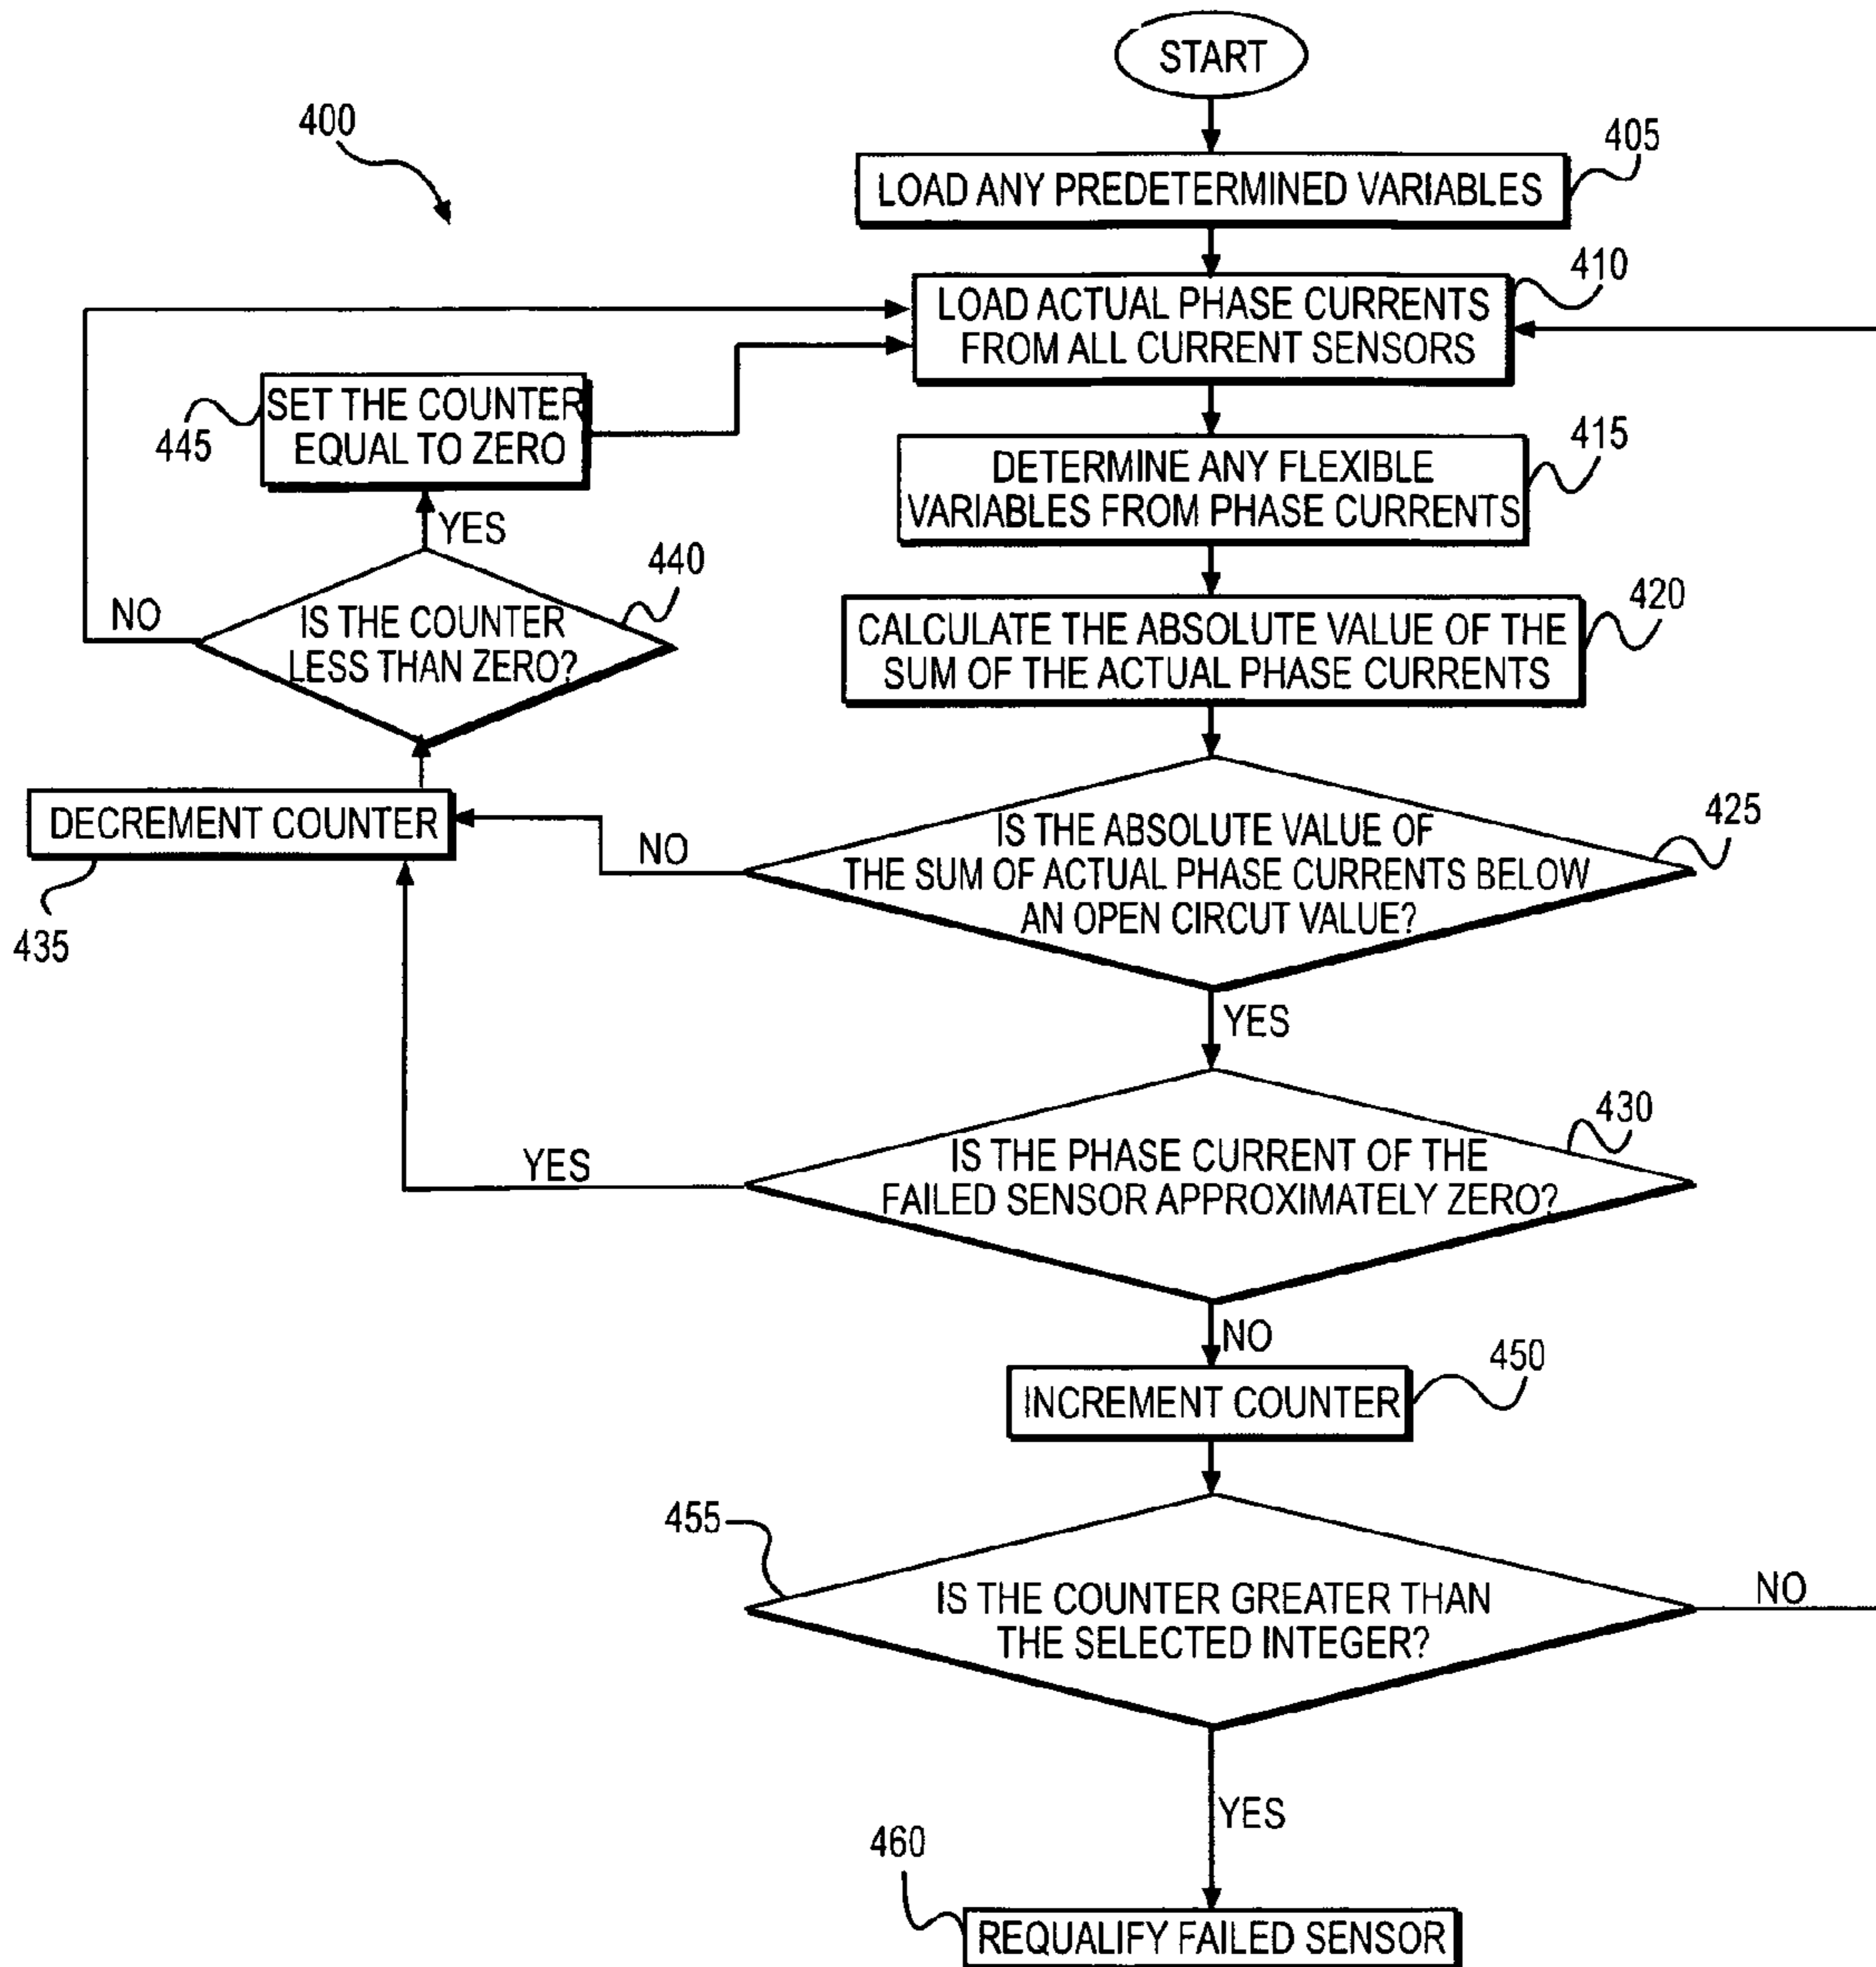 START
400
405
LOAD ANY PREDETERMINED VARIABLES
410
LOAD ACTUAL PHASE CURRENTS
FROM ALL CURRENT SENSORS
SET THE COUNTER
EQUAL TO ZERO
445
415
DETERMINE ANY FLEXIBLE
VARIABLES FROM PHASE CURRENTS
YES
440
NO
IS THE COUNTER
LESS THAN ZERO?
420
CALCULATE THE ABSOLUTE VALUE OF THE
SUM OF THE ACTUAL PHASE CURRENTS
DECREMENT COUNTER
435
NO
425
IS THE ABSOLUTE VALUE OF
THE SUM OF ACTUAL PHASE CURRENTS BELOW
AN OPEN CIRCUT VALUE?
YES
430
YES
IS THE PHASE CURRENT OF THE
FAILED SENSOR APPROXIMATELY ZERO?
NO
450
INCREMENT COUNTER
455
IS THE COUNTER GREATER THAN
THE SELECTED INTEGER?
NO
YES
460
REQUALIFY FAILED SENSOR